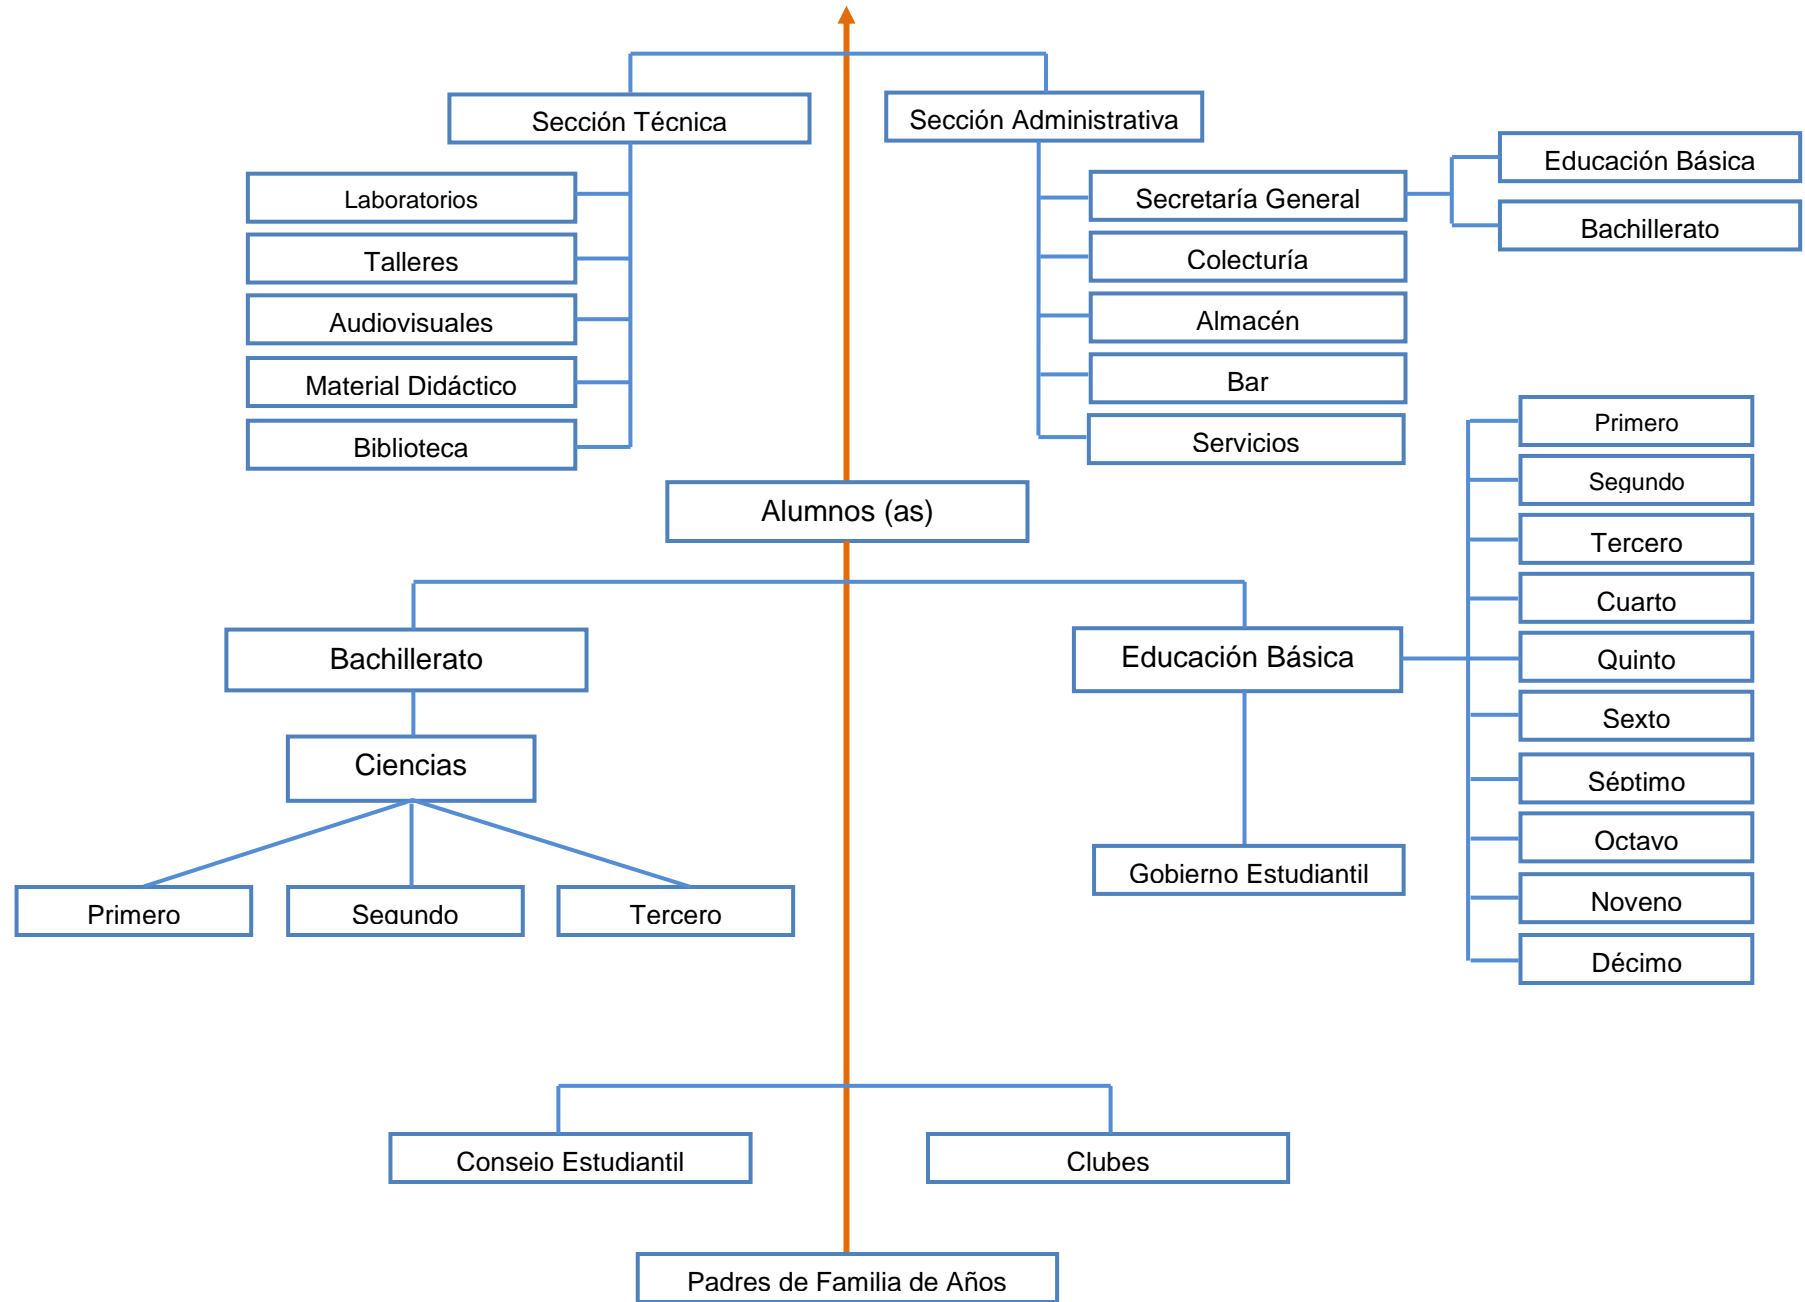 Sección Técnica
Sección Administrativa
Laboratorios
Talleres
Audiovisuales
Material Didáctico
Biblioteca
Secretaría General
Colecturía
Almacén
Bar
Servicios
Educación Básica
Bachillerato
Alumnos (as)
Bachillerato
Ciencias
Primero
Segundo
Tercero
Educación Básica
Gobierno Estudiantil
Primero
Segundo
Tercero
Cuarto
Quinto
Sexto
Séptimo
Octavo
Noveno
Décimo
Consejo Estudiantil
Clubes
Padres de Familia de Años